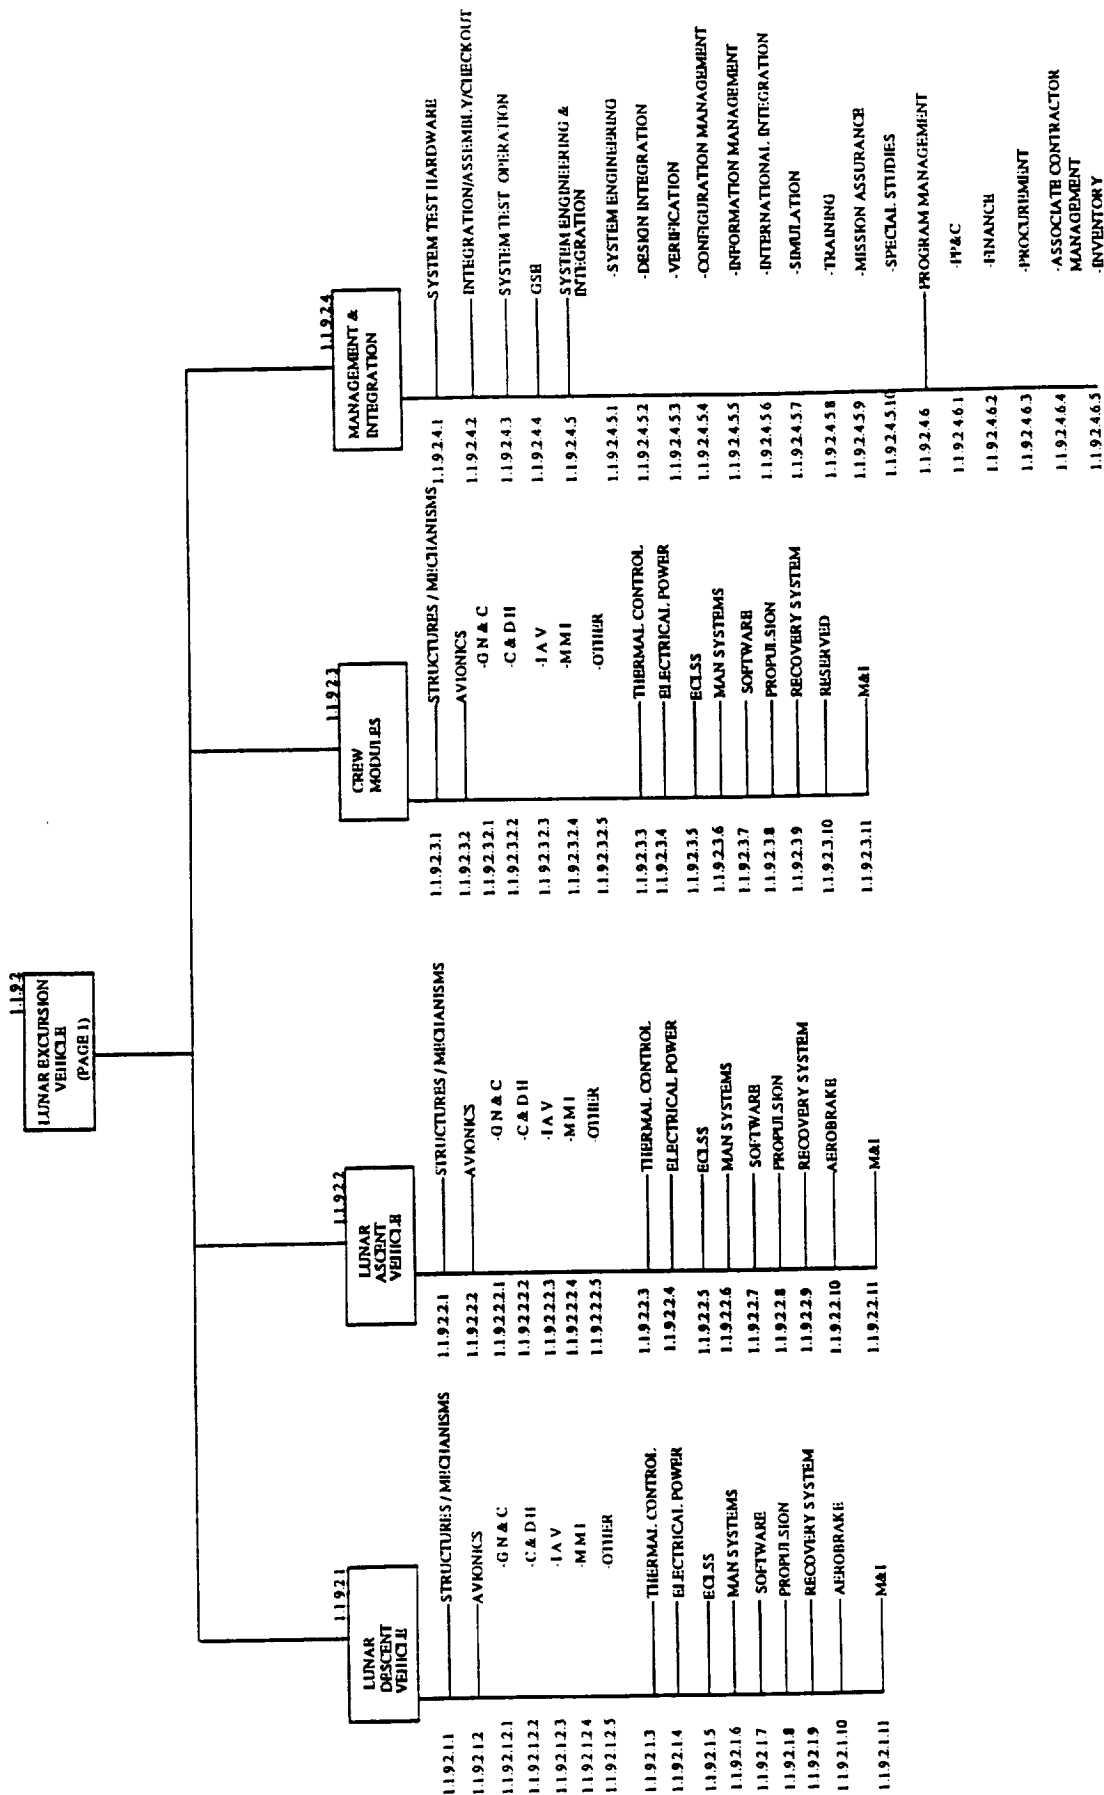 1.1.9.2
LUNAR EXCURSION
VEHICLE
(PAGE 1)
1.1.9.2.1
LUNAR
DESCENT
VEHICLE
1.1.9.2.1.1 STRUCTURES / MECHANISMS
1.1.9.2.1.2 AVIONICS
1.1.9.2.1.2.1 -G N & C
1.1.9.2.1.2.2 -C & D H
1.1.9.2.1.2.3 -I A V
1.1.9.2.1.2.4 -M M I
1.1.9.2.1.2.5 -OTHER
1.1.9.2.1.3 THERMAL CONTROL
1.1.9.2.1.4 ELECTRICAL POWER
1.1.9.2.1.5 ECLSS
1.1.9.2.1.6 MAN SYSTEMS
1.1.9.2.1.7 SOFTWARE
1.1.9.2.1.8 PROPULSION
1.1.9.2.1.9 RECOVERY SYSTEM
1.1.9.2.1.10 AEROBRAKE
1.1.9.2.1.11 M&I
1.1.9.2.2
LUNAR
ASCENT
VEHICLE
1.1.9.2.2.1 STRUCTURES / MECHANISMS
1.1.9.2.2.2 AVIONICS
1.1.9.2.2.2.1 -G N & C
1.1.9.2.2.2.2 -C & D H
1.1.9.2.2.2.3 -I A V
1.1.9.2.2.2.4 -M M I
1.1.9.2.2.2.5 -OTHER
1.1.9.2.2.3 THERMAL CONTROL
1.1.9.2.2.4 ELECTRICAL POWER
1.1.9.2.2.5 ECLSS
1.1.9.2.2.6 MAN SYSTEMS
1.1.9.2.2.7 SOFTWARE
1.1.9.2.2.8 PROPULSION
1.1.9.2.2.9 RECOVERY SYSTEM
1.1.9.2.2.10 AEROBRAKE
1.1.9.2.2.11 M&I
1.1.9.2.3
CREW
MODULES
1.1.9.2.3.1 STRUCTURES / MECHANISMS
1.1.9.2.3.2 AVIONICS
1.1.9.2.3.2.1 -G N & C
1.1.9.2.3.2.2 -C & D H
1.1.9.2.3.2.3 -I A V
1.1.9.2.3.2.4 -M M I
1.1.9.2.3.2.5 -OTHER
1.1.9.2.3.3 THERMAL CONTROL
1.1.9.2.3.4 ELECTRICAL POWER
1.1.9.2.3.5 ECLSS
1.1.9.2.3.6 MAN SYSTEMS
1.1.9.2.3.7 SOFTWARE
1.1.9.2.3.8 PROPULSION
1.1.9.2.3.9 RECOVERY SYSTEM
1.1.9.2.3.10 RESERVED
1.1.9.2.3.11 M&I
1.1.9.2.4
MANAGEMENT &
INTEGRATION
1.1.9.2.4.1 SYSTEM TEST HARDWARE
1.1.9.2.4.2 INTEGRATION/ASSEMBLY/CHECKOUT
1.1.9.2.4.3 SYSTEM TEST OPERATION
1.1.9.2.4.4 GSE
1.1.9.2.4.5 SYSTEM ENGINEERING &
INTEGRATION
1.1.9.2.4.5.1 -SYSTEM ENGINEERING
1.1.9.2.4.5.2 -DESIGN INTEGRATION
1.1.9.2.4.5.3 -VERIFICATION
1.1.9.2.4.5.4 -CONFIGURATION MANAGEMENT
1.1.9.2.4.5.5 -INFORMATION MANAGEMENT
1.1.9.2.4.5.6 -INTERNATIONAL INTEGRATION
1.1.9.2.4.5.7 -SIMULATION
1.1.9.2.4.5.8 -TRAINING
1.1.9.2.4.5.9 -MISSION ASSURANCE
1.1.9.2.4.5.10 -SPECIAL STUDIES
1.1.9.2.4.6 PROGRAM MANAGEMENT
1.1.9.2.4.6.1 -PP&C
1.1.9.2.4.6.2 -FINANCE
1.1.9.2.4.6.3 -PROCUREMENT
1.1.9.2.4.6.4 -ASSOCIATE CONTRACTOR
MANAGEMENT
1.1.9.2.4.6.5 -INVENTORY